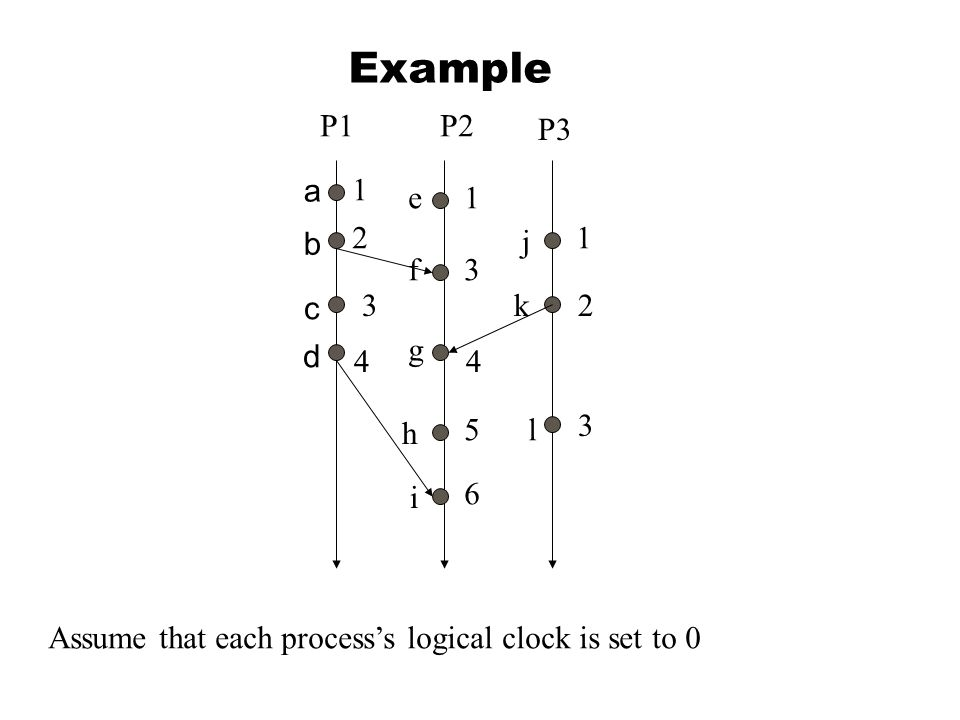 Example
P1 P2 P3
a 1 e 1
b 2 j 1
f 3
c 3 k 2
d 4 g 4
h 5 l 3
i 6
Assume that each process’s logical clock is set to 0